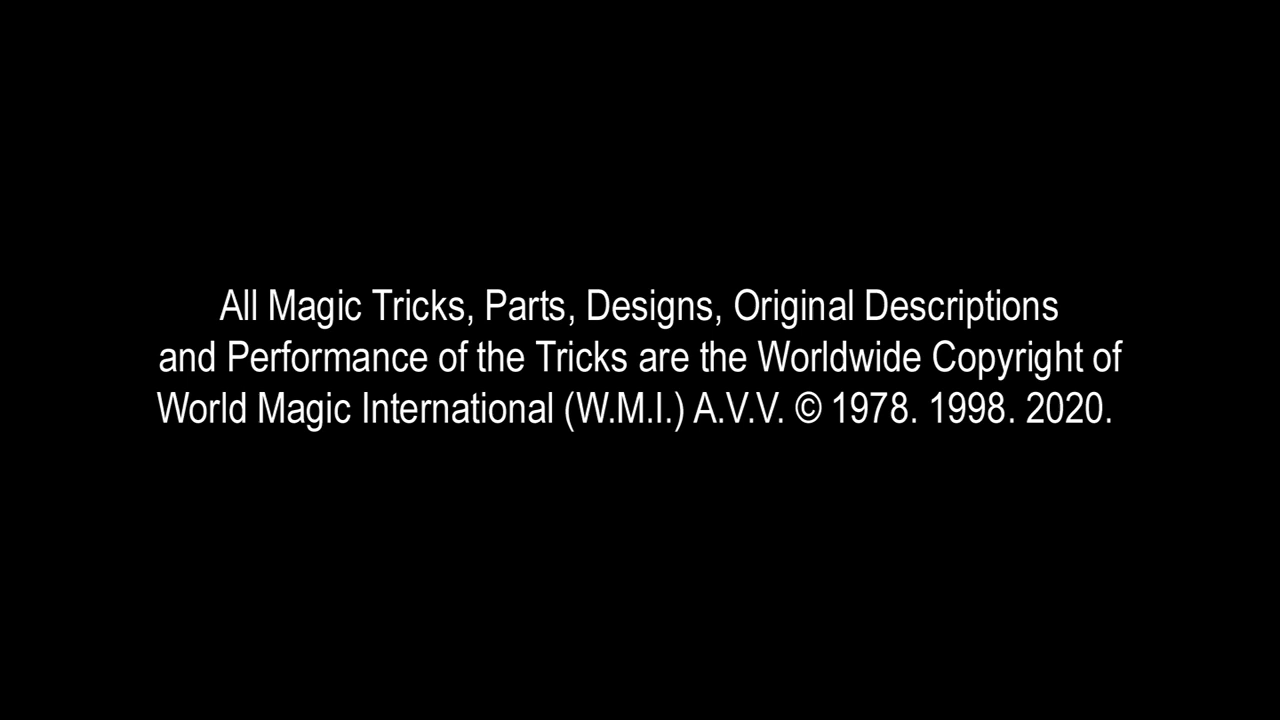 All Magic Tricks, Parts, Designs, Original Descriptions
and Performance of the Tricks are the Worldwide Copyright of
World Magic International (W.M.I.) A.V.V. © 1978. 1998. 2020.